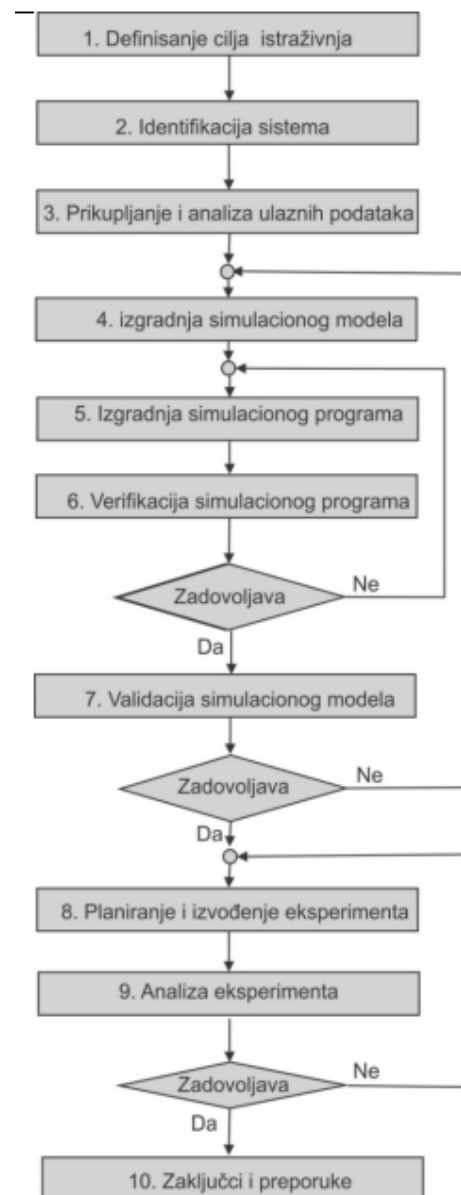 1. Definisanje cilja istraživnja
2. Identifikacija sistema
3. Prikupljanje i analiza ulaznih podataka
4. izgradnja simulacionog modela
5. Izgradnja simulacionog programa
6. Verifikacija simulacionog programa
Zadovoljava
Ne
Da
7. Validacija simulacionog modela
Zadovoljava
Ne
Da
8. Planiranje i izvođenje eksperimenta
9. Analiza eksperimenta
Zadovoljava
Ne
Da
10. Zaključci i preporuke